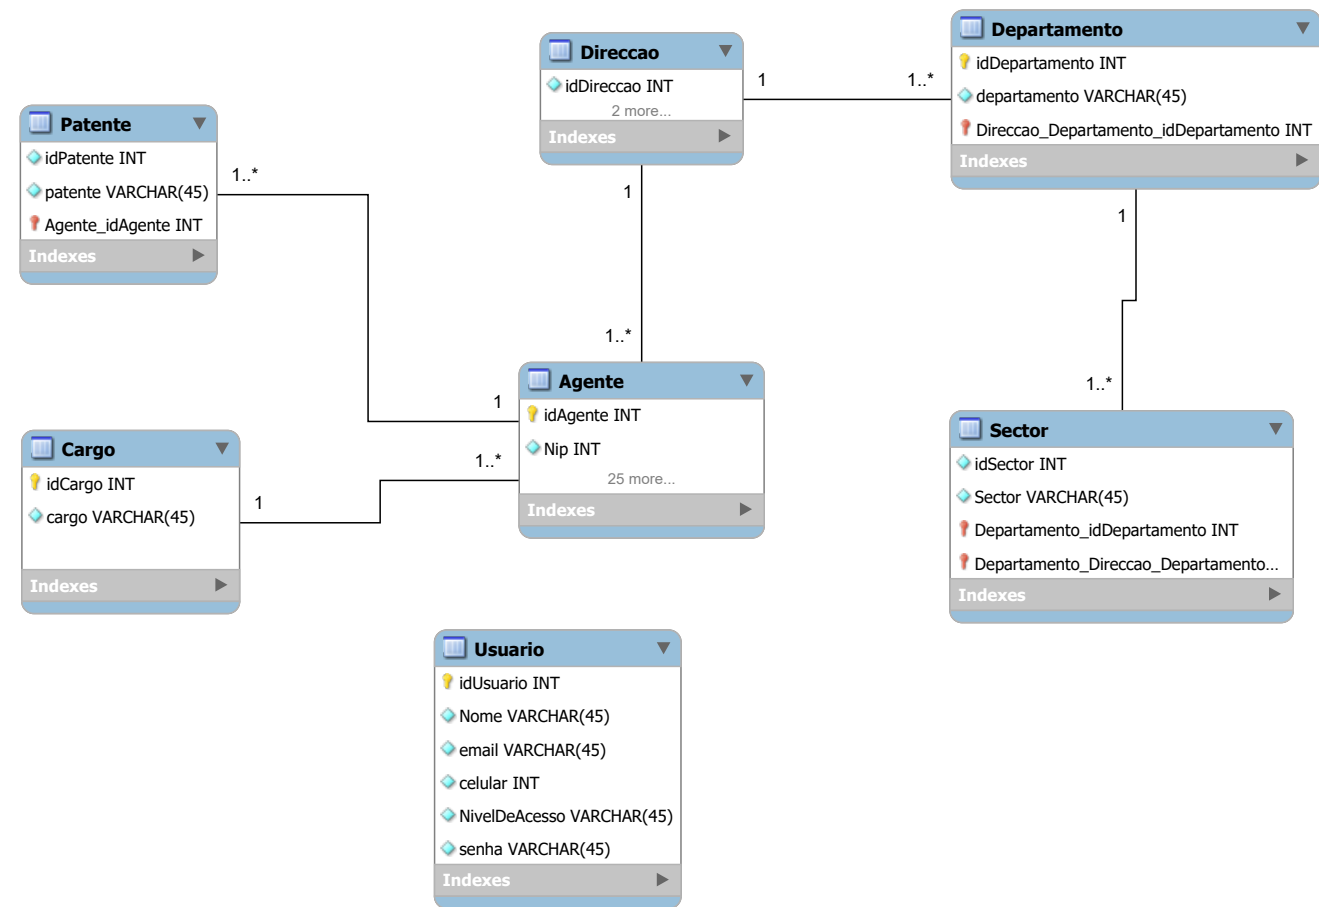 Departamento
idDepartamento INT
departamento VARCHAR(45)
Direccao_Departamento_idDepartamento INT
Indexes
Direccao
idDireccao INT
2 more...
Indexes
1
1..*
Patente
idPatente INT
patente VARCHAR(45)
Agente_idAgente INT
Indexes
1..*
1
1
1..*
1..*
Agente
idAgente INT
Nip INT
25 more...
Indexes
1
1..*
Cargo
idCargo INT
cargo VARCHAR(45)
Indexes
1
Sector
idSector INT
Sector VARCHAR(45)
Departamento_idDepartamento INT
Departamento_Direccao_Departamento...
Indexes
Usuario
idUsuario INT
Nome VARCHAR(45)
email VARCHAR(45)
celular INT
NivelDeAcesso VARCHAR(45)
senha VARCHAR(45)
Indexes